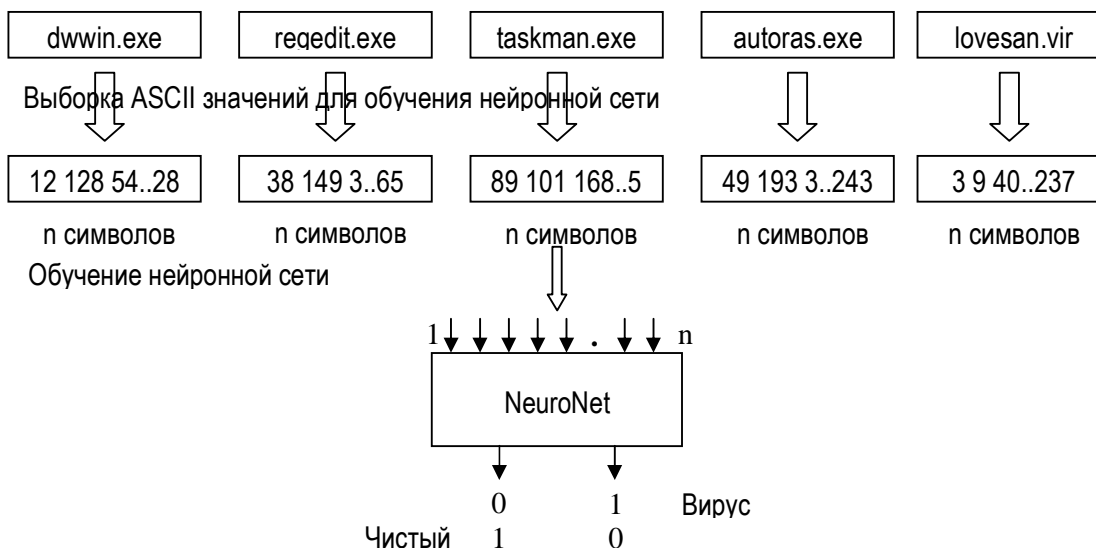 dwwin.exe regedit.exe taskman.exe autoras.exe lovesan.vir
Выборка ASCII значений для обучения нейронной сети
12 128 54..28 38 149 3..65 89 101 168..5 49 193 3..243 3 9 40..237
n символов n символов n символов n символов n символов
Обучение нейронной сети
1 . n
NeuroNet
0 1 Вирус
Чистый 1 0